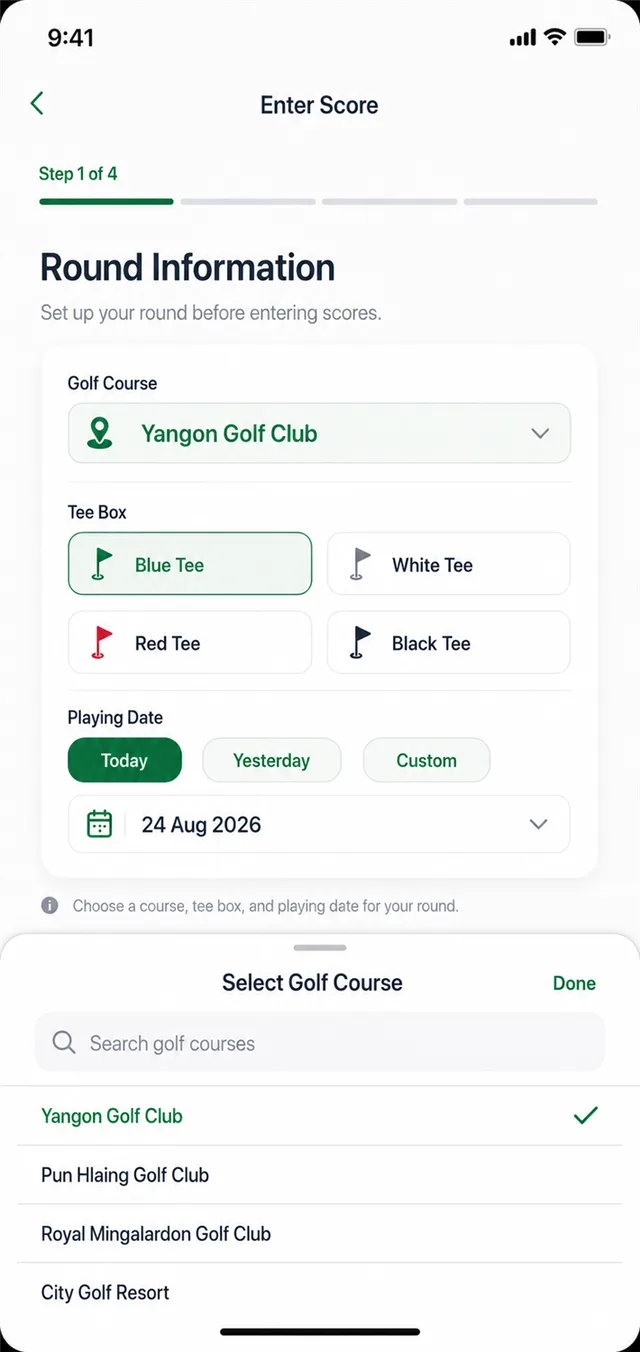 9:41
Enter Score
Step 1 of 4
Round Information
Set up your round before entering scores.
Golf Course
Yangon Golf Club
Tee Box
Blue Tee
White Tee
Red Tee
Black Tee
Playing Date
Today
Yesterday
Custom
24 Aug 2026
Choose a course, tee box, and playing date for your round.
Select Golf Course
Done
Search golf courses
Yangon Golf Club
Pun Hlaing Golf Club
Royal Mingalardon Golf Club
City Golf Resort